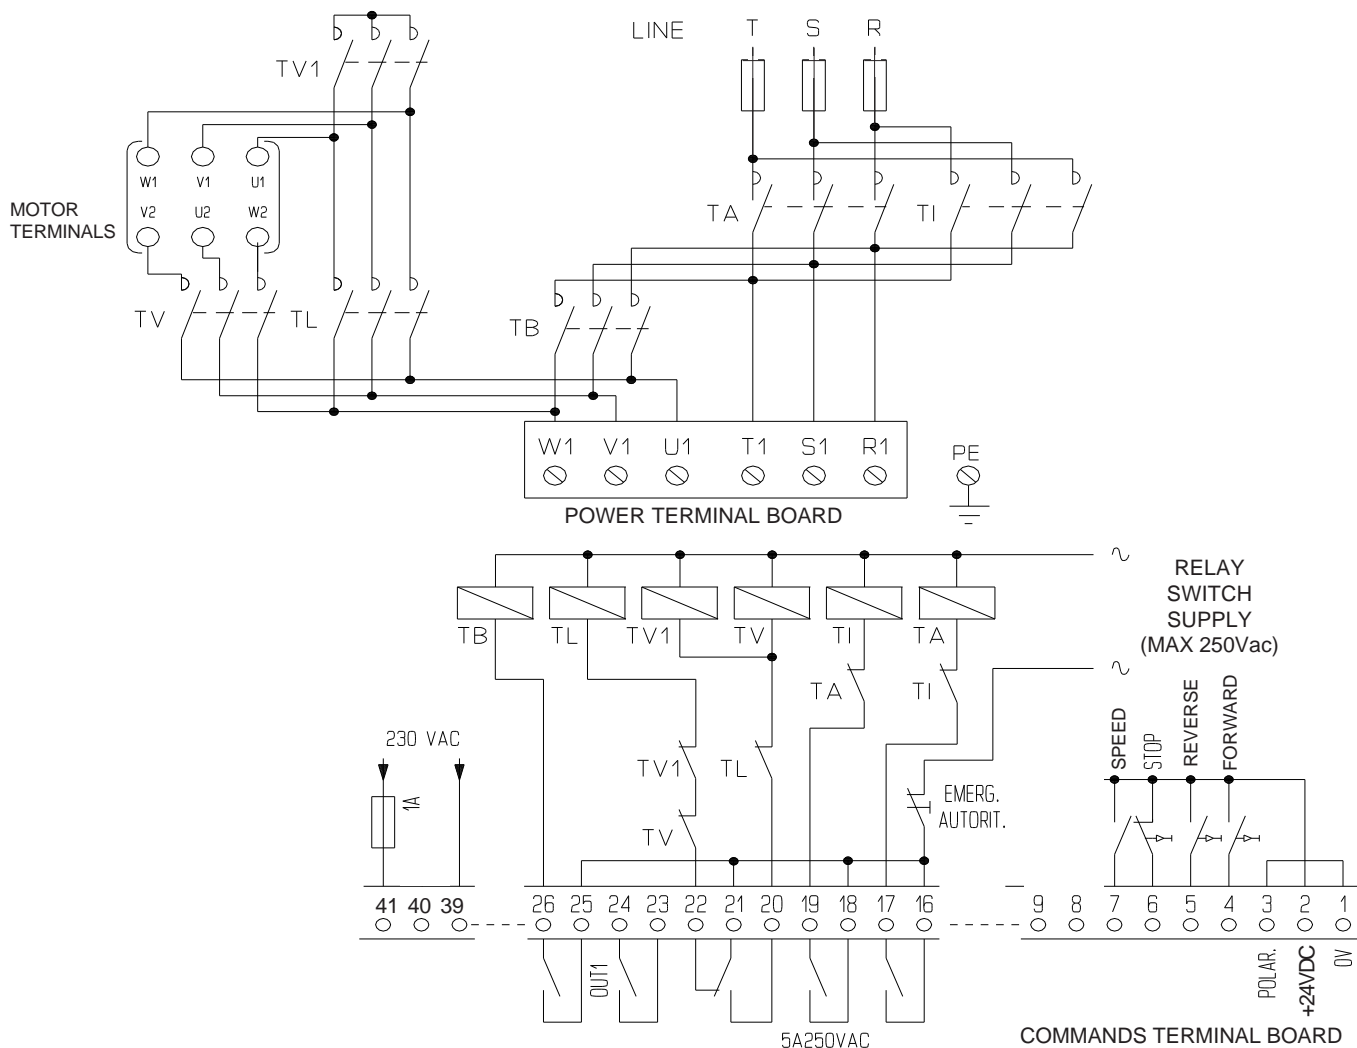 LINE T S R
TV1
W1 V1 U1
V2 U2 W2
MOTOR
TERMINALS
TA TI
TV TL
TB
W1 V1 U1 T1 S1 R1
PE
POWER TERMINAL BOARD
RELAY
SWITCH
SUPPLY
(MAX 250Vac)
TB TL TV1 TV TI TA
TA TI
SPEED
STOP
REVERSE
FORWARD
230 VAC
1A
TV1 TL
TV
EMERG.
AUTORIT.
41 40 39 26 25 24 23 22 21 20 19 18 17 16 9 8 7 6 5 4 3 2 1
OUT1
5A250VAC
POLAR.
+24VDC
0V
COMMANDS TERMINAL BOARD